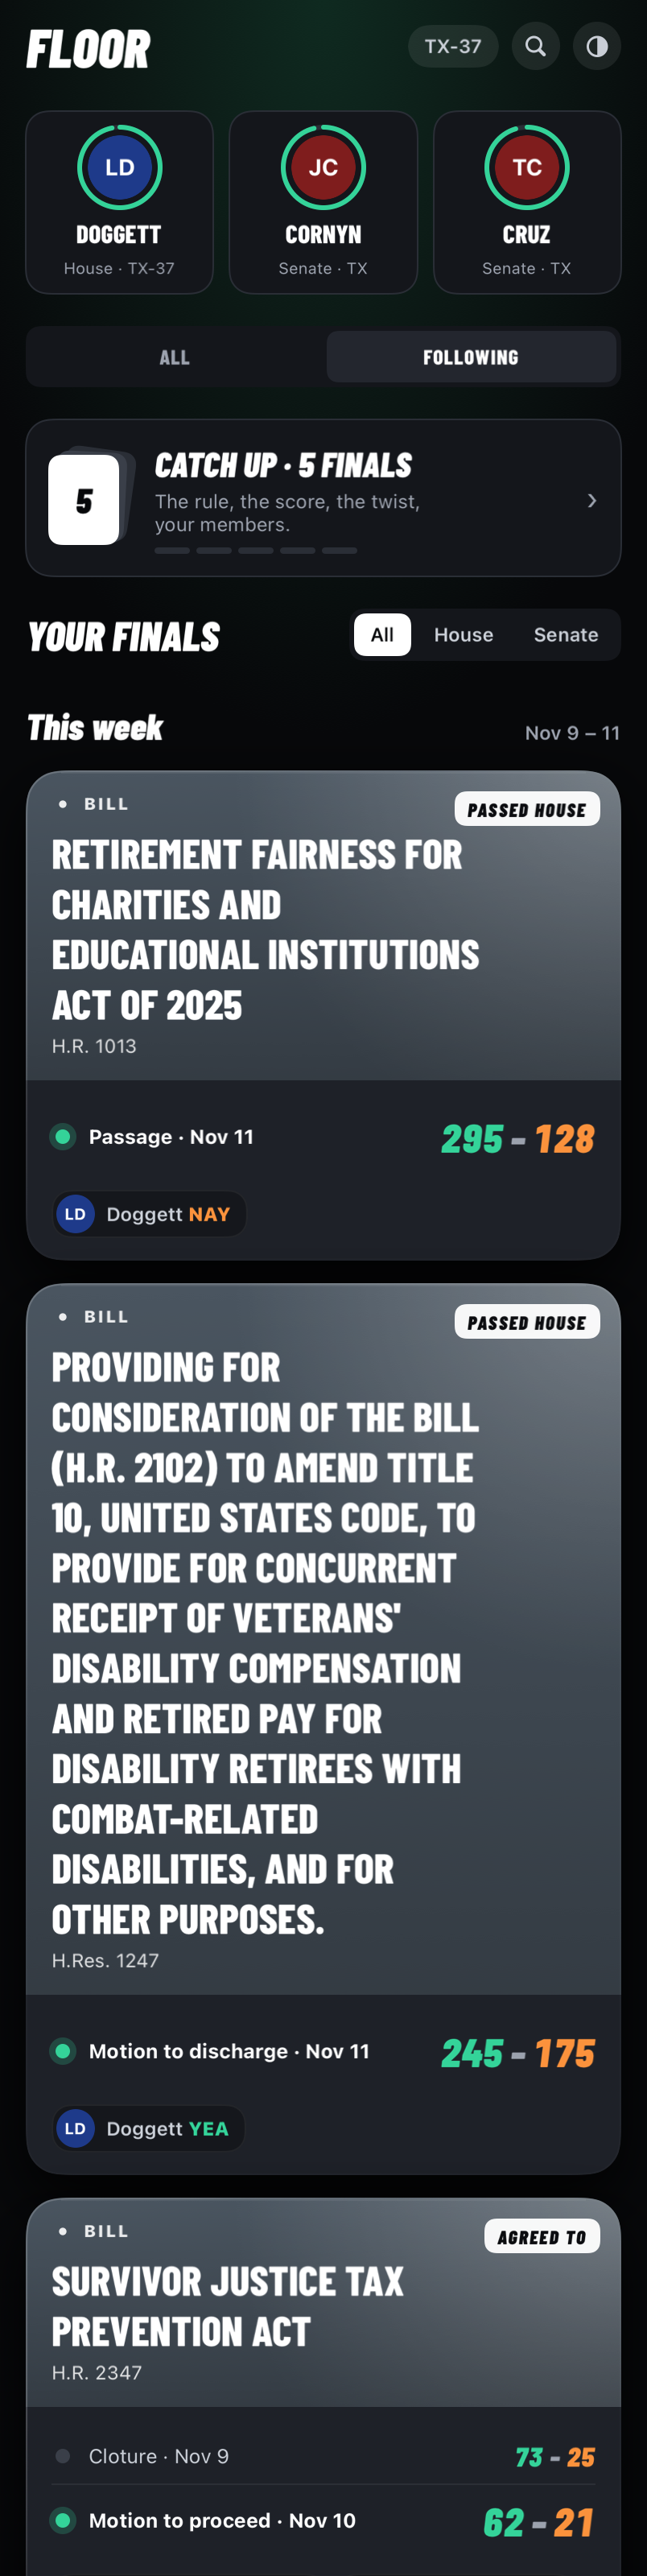 FLOOR
TX-37
LD
JC
TC
DOGGETT
CORNYN
CRUZ
House · TX-37
Senate · TX
Senate · TX
ALL
FOLLOWING
5
CATCH UP · 5 FINALS
The rule, the score, the twist,
your members.
YOUR FINALS
All
House
Senate
This week
Nov 9 – 11
BILL
PASSED HOUSE
RETIREMENT FAIRNESS FOR
CHARITIES AND
EDUCATIONAL INSTITUTIONS
ACT OF 2025
H.R. 1013
Passage · Nov 11
295 – 128
LD
Doggett NAY
BILL
PASSED HOUSE
PROVIDING FOR
CONSIDERATION OF THE BILL
(H.R. 2102) TO AMEND TITLE
10, UNITED STATES CODE, TO
PROVIDE FOR CONCURRENT
RECEIPT OF VETERANS'
DISABILITY COMPENSATION
AND RETIRED PAY FOR
DISABILITY RETIREES WITH
COMBAT-RELATED
DISABILITIES, AND FOR
OTHER PURPOSES.
H.Res. 1247
Motion to discharge · Nov 11
245 – 175
LD
Doggett YEA
BILL
AGREED TO
SURVIVOR JUSTICE TAX
PREVENTION ACT
H.R. 2347
Cloture · Nov 9
73 – 25
Motion to proceed · Nov 10
62 – 21